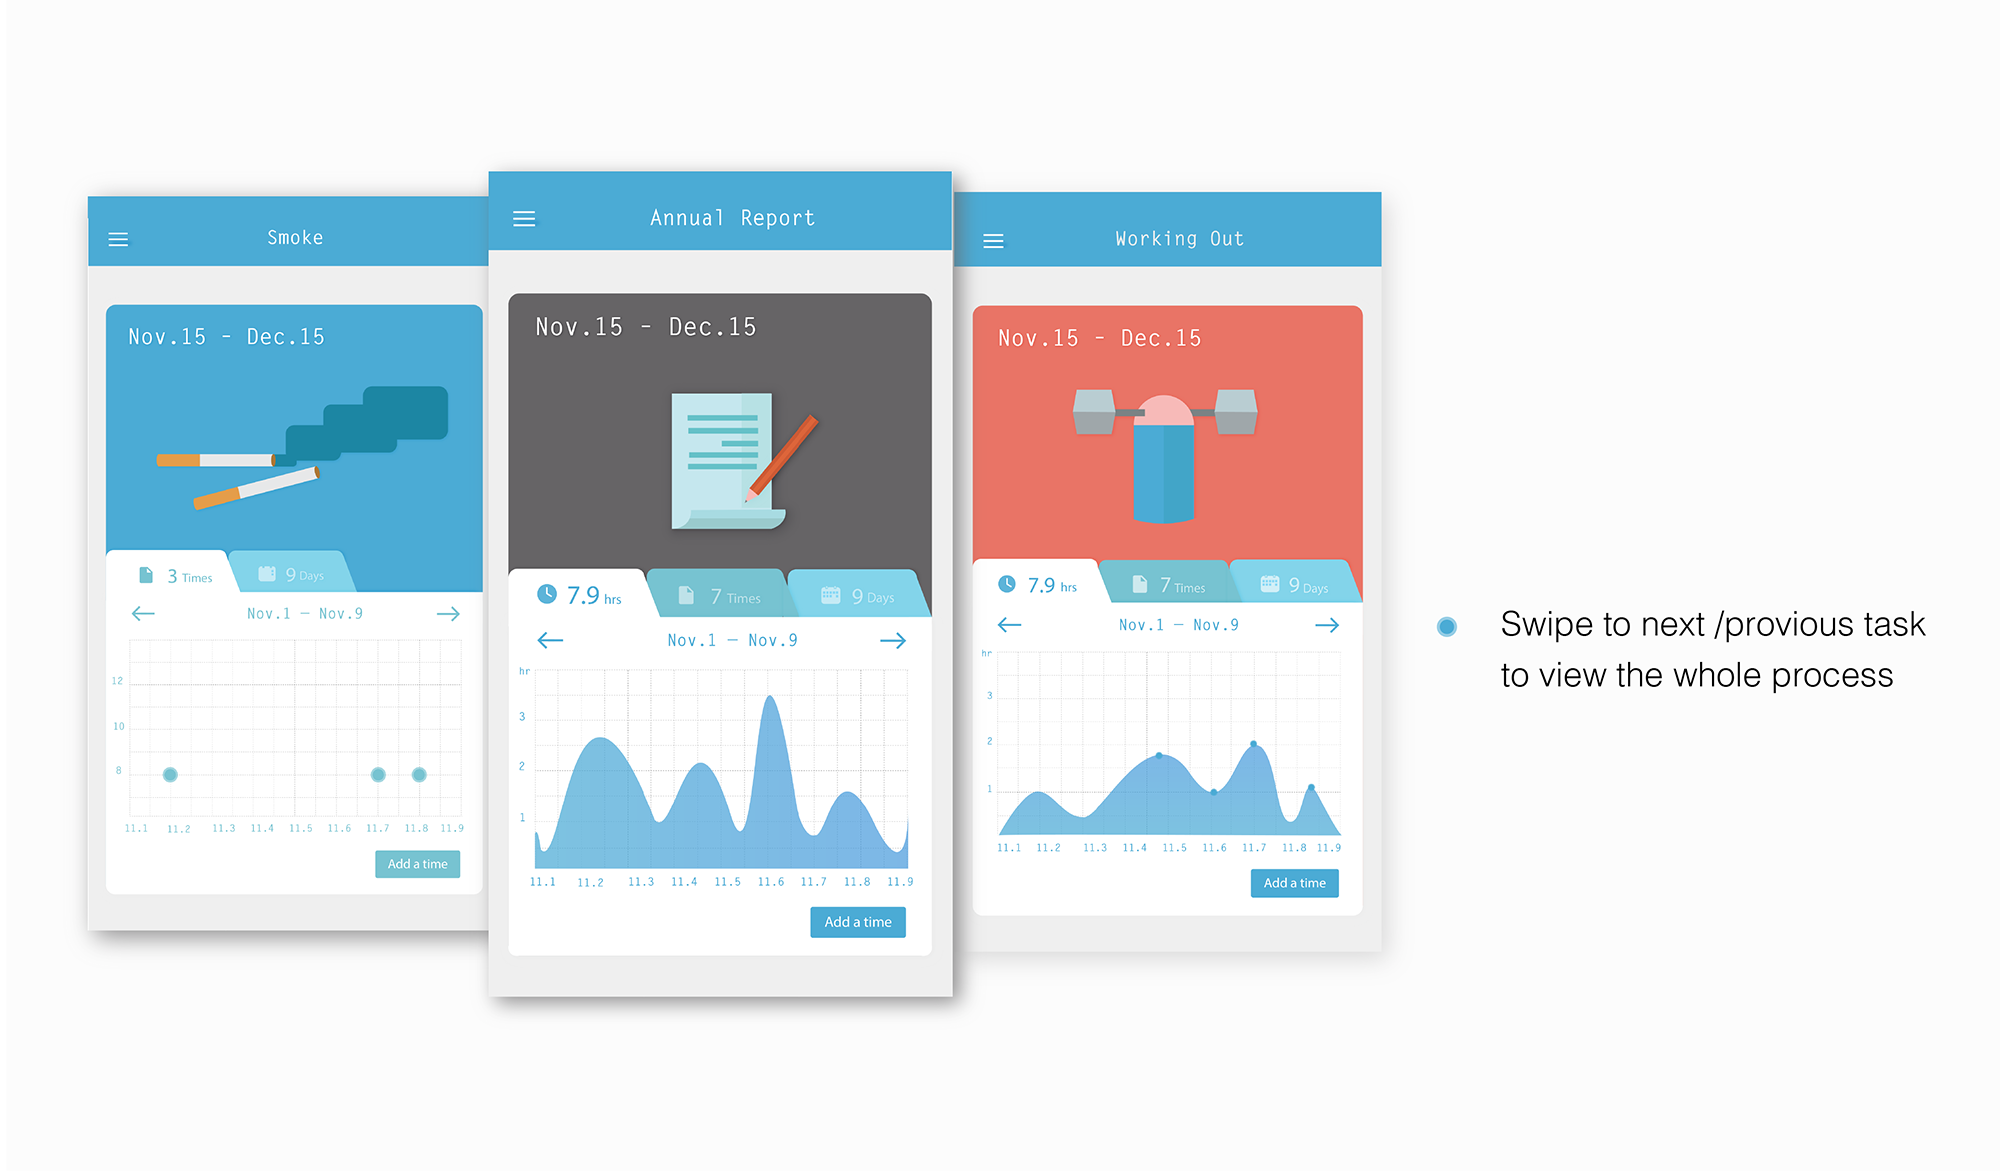 Smoke
Nov.15 - Dec.15
3 Times
9 Days
Nov.1 — Nov.9
12
10
8
11.1 11.2 11.3 11.4 11.5 11.6 11.7 11.8 11.9
Add a time
Annual Report
Nov.15 - Dec.15
7.9 hrs
7 Times
9 Days
Nov.1 — Nov.9
hr
3
2
1
11.1 11.2 11.3 11.4 11.5 11.6 11.7 11.8 11.9
Add a time
Working Out
Nov.15 - Dec.15
7.9 hrs
7 Times
9 Days
Nov.1 — Nov.9
hr
3
2
1
11.1 11.2 11.3 11.4 11.5 11.6 11.7 11.8 11.9
Add a time
Swipe to next /provious task
to view the whole process